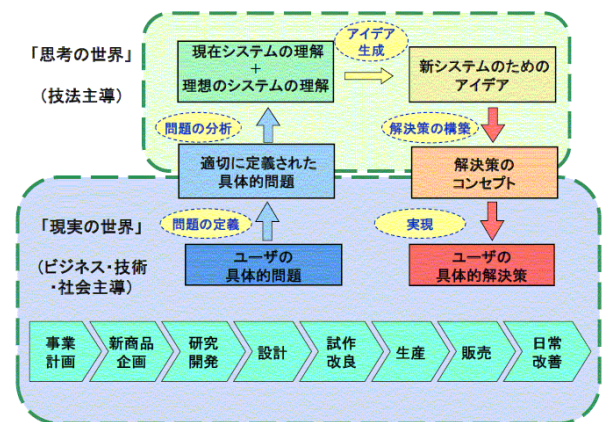 「思考の世界」
(技法主導)
現在システムの理解
+
理想のシステムの理解
アイデア
生成
新システムのための
アイデア
問題の分析
解決策の構築
適切に定義された
具体的問題
解決策の
コンセプト
「現実の世界」
(ビジネス・技術
・社会主導)
問題の定義
実現
ユーザの
具体的問題
ユーザの
具体的解決策
事業
計画
新商品
企画
研究
開発
設計
試作
改良
生産
販売
日常
改善